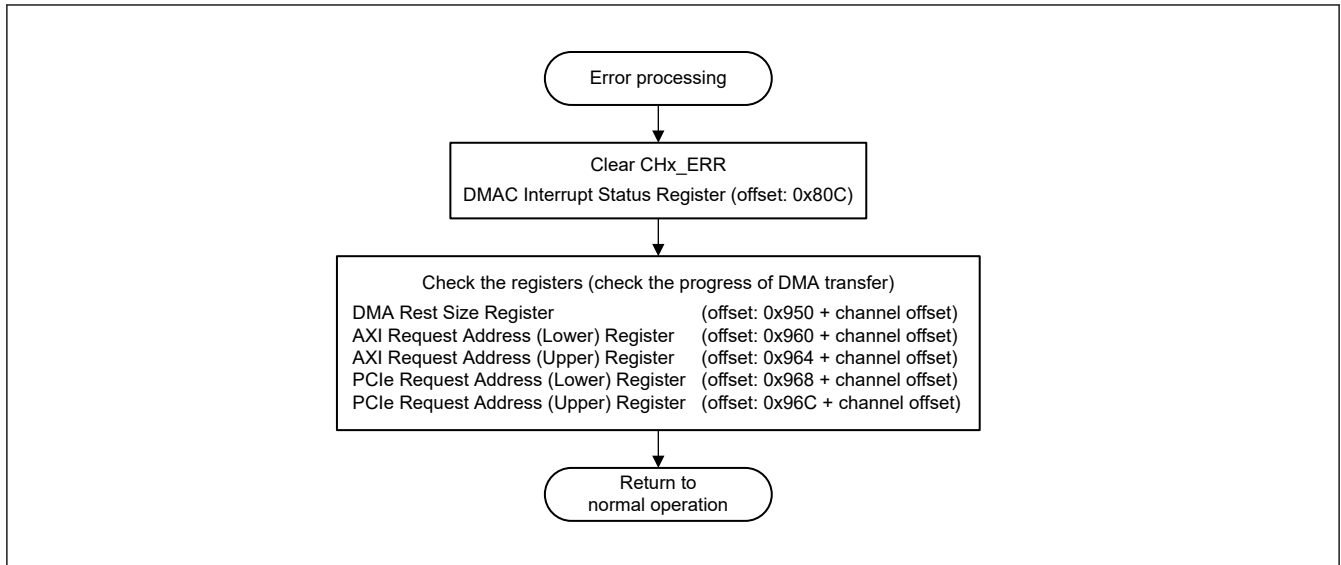 Error processing
Clear CHx_ERR
DMAC Interrupt Status Register (offset: 0x80C)
Check the registers (check the progress of DMA transfer)
DMA Rest Size Register (offset: 0x950 + channel offset)
AXI Request Address (Lower) Register (offset: 0x960 + channel offset)
AXI Request Address (Upper) Register (offset: 0x964 + channel offset)
PCIe Request Address (Lower) Register (offset: 0x968 + channel offset)
PCIe Request Address (Upper) Register (offset: 0x96C + channel offset)
Return to
normal operation